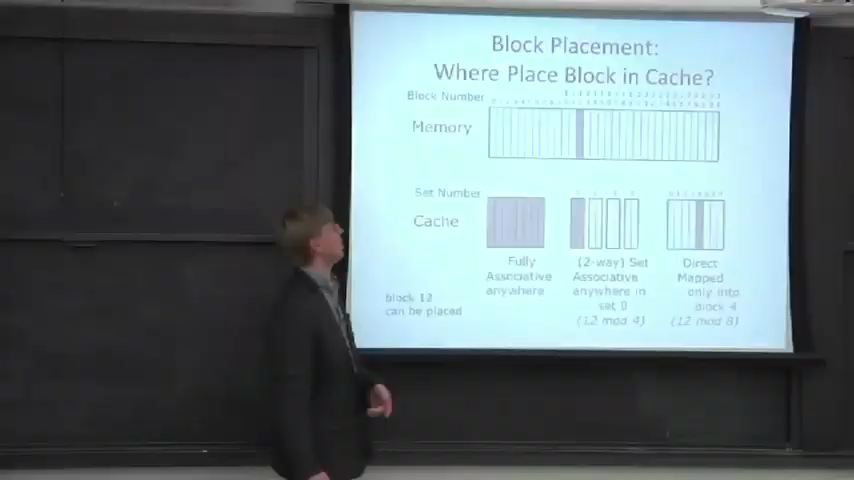 Block Placement:
Where Place Block in Cache?
Block Number
Memory
Set Number
Cache
Fully
Associative
anywhere
(2-way) Set
Associative
anywhere in
set 0
(12 mod 4)
Direct
Mapped
only into
block 4
(12 mod 8)
block 12
can be placed